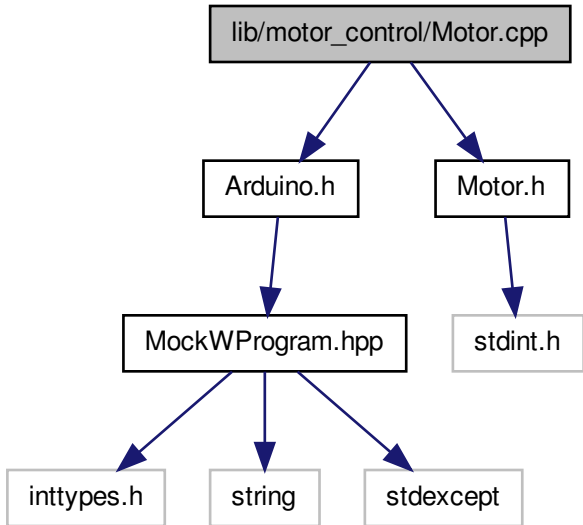 lib/motor_control/Motor.cpp
Arduino.h
Motor.h
MockWProgram.hpp
stdint.h
inttypes.h
string
stdexcept